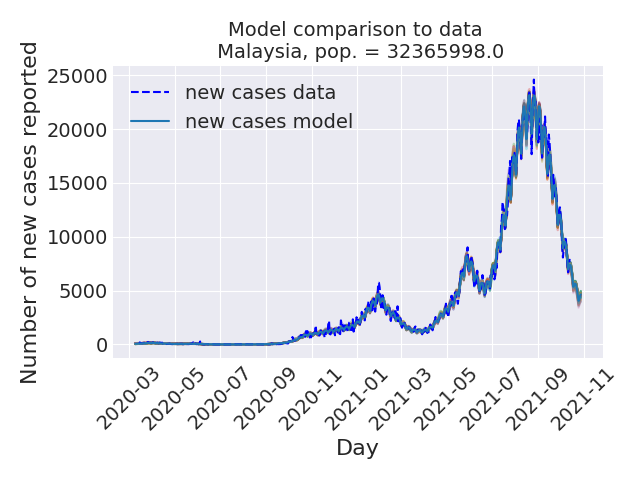 Model comparison to data
Malaysia, pop. = 32365998.0
Number of new cases reported
25000
20000
15000
10000
5000
0
new cases data
new cases model
2020-03
2020-05
2020-07
2020-09
2020-11
2021-01
2021-03
2021-05
2021-07
2021-09
2021-11
Day